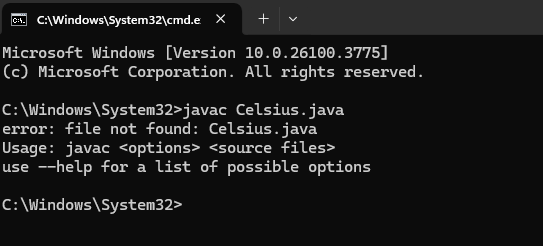 C:\Windows\System32\cmd.e
Microsoft Windows [Version 10.0.26100.3775]
(c) Microsoft Corporation. All rights reserved.
C:\Windows\System32>javac Celsius.java
error: file not found: Celsius.java
Usage: javac <options> <source files>
use --help for a list of possible options
C:\Windows\System32>